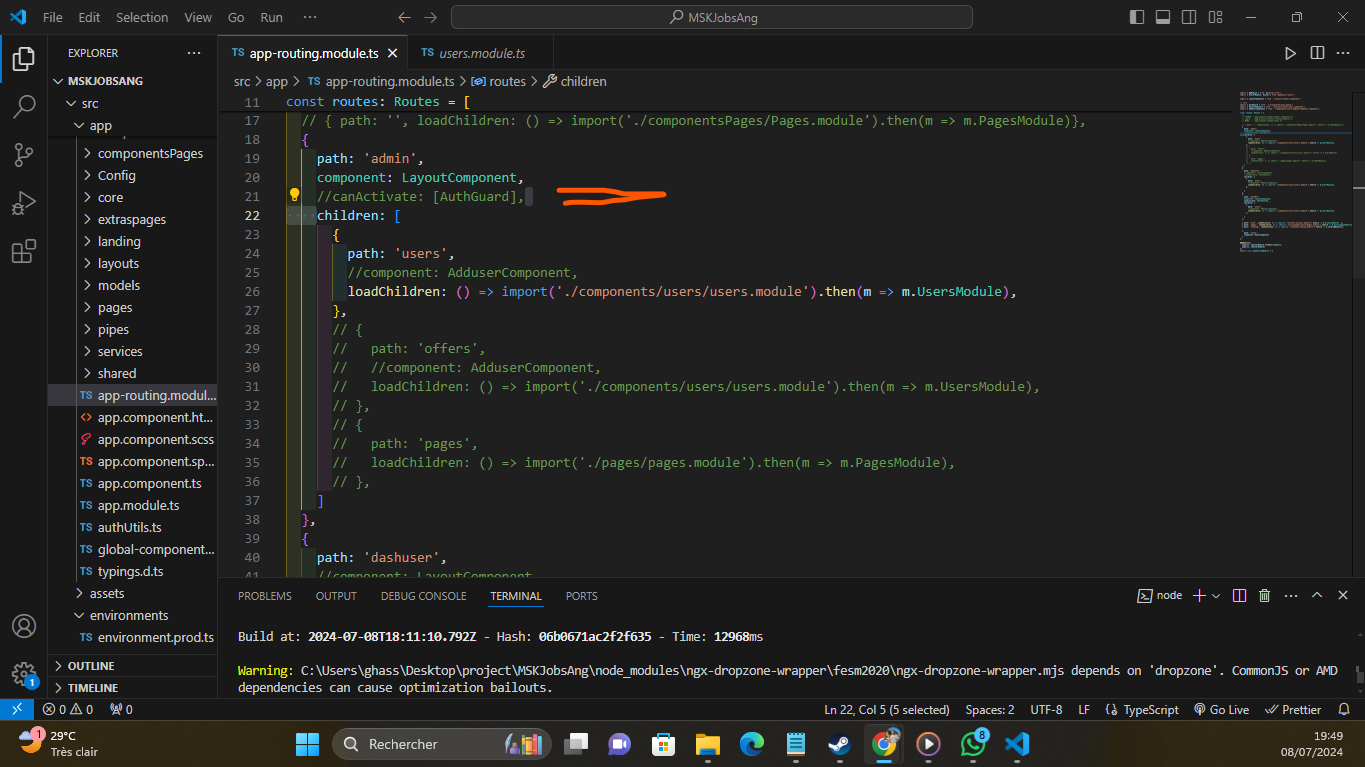 File Edit Selection View Go Run ··· MSKJobsAng
EXPLORER ···
MSKJOBSANG
src
app
componentsPages
Config
core
extraspages
landing
layouts
models
pages
pipes
services
shared
TS app-routing.modul...
app.component.ht...
app.component.scss
TS app.component.sp...
TS app.component.ts
TS app.module.ts
TS authUtils.ts
TS global-component...
TS typings.d.ts
assets
environments
TS environment.prod.ts
OUTLINE
TIMELINE
TS app-routing.module.ts TS users.module.ts
src > app > TS app-routing.module.ts > routes > children
11 const routes: Routes = [
17 // { path: '', loadChildren: () => import('./componentsPages/Pages.module').then(m => m.PagesModule)},
18 {
19 path: 'admin',
20 component: LayoutComponent,
21 //canActivate: [AuthGuard],
22 children: [
23 {
24 path: 'users',
25 //component: AdduserComponent,
26 loadChildren: () => import('./components/users/users.module').then(m => m.UsersModule),
27 },
28 // {
29 // path: 'offers',
30 // //component: AdduserComponent,
31 // loadChildren: () => import('./components/users/users.module').then(m => m.UsersModule),
32 // },
33 // {
34 // path: 'pages',
35 // loadChildren: () => import('./pages/pages.module').then(m => m.PagesModule),
36 // },
37 ]
38 },
39 {
40 path: 'dashuser',
41 //component: LayoutComponent
PROBLEMS OUTPUT DEBUG CONSOLE TERMINAL PORTS node
Build at: 2024-07-08T18:11:10.792Z - Hash: 06b0671ac2f2f635 - Time: 12968ms
Warning: C:\Users\ghass\Desktop\project\MSKJobsAng\node_modules\ngx-dropzone-wrapper\fesm2020\ngx-dropzone-wrapper.mjs depends on 'dropzone'. CommonJS or AMD
dependencies can cause optimization bailouts.
1
0 0 0 Ln 22, Col 5 (5 selected) Spaces: 2 UTF-8 LF {} TypeScript Go Live Prettier
1 29°C
Très clair
Rechercher
8
19:49
08/07/2024